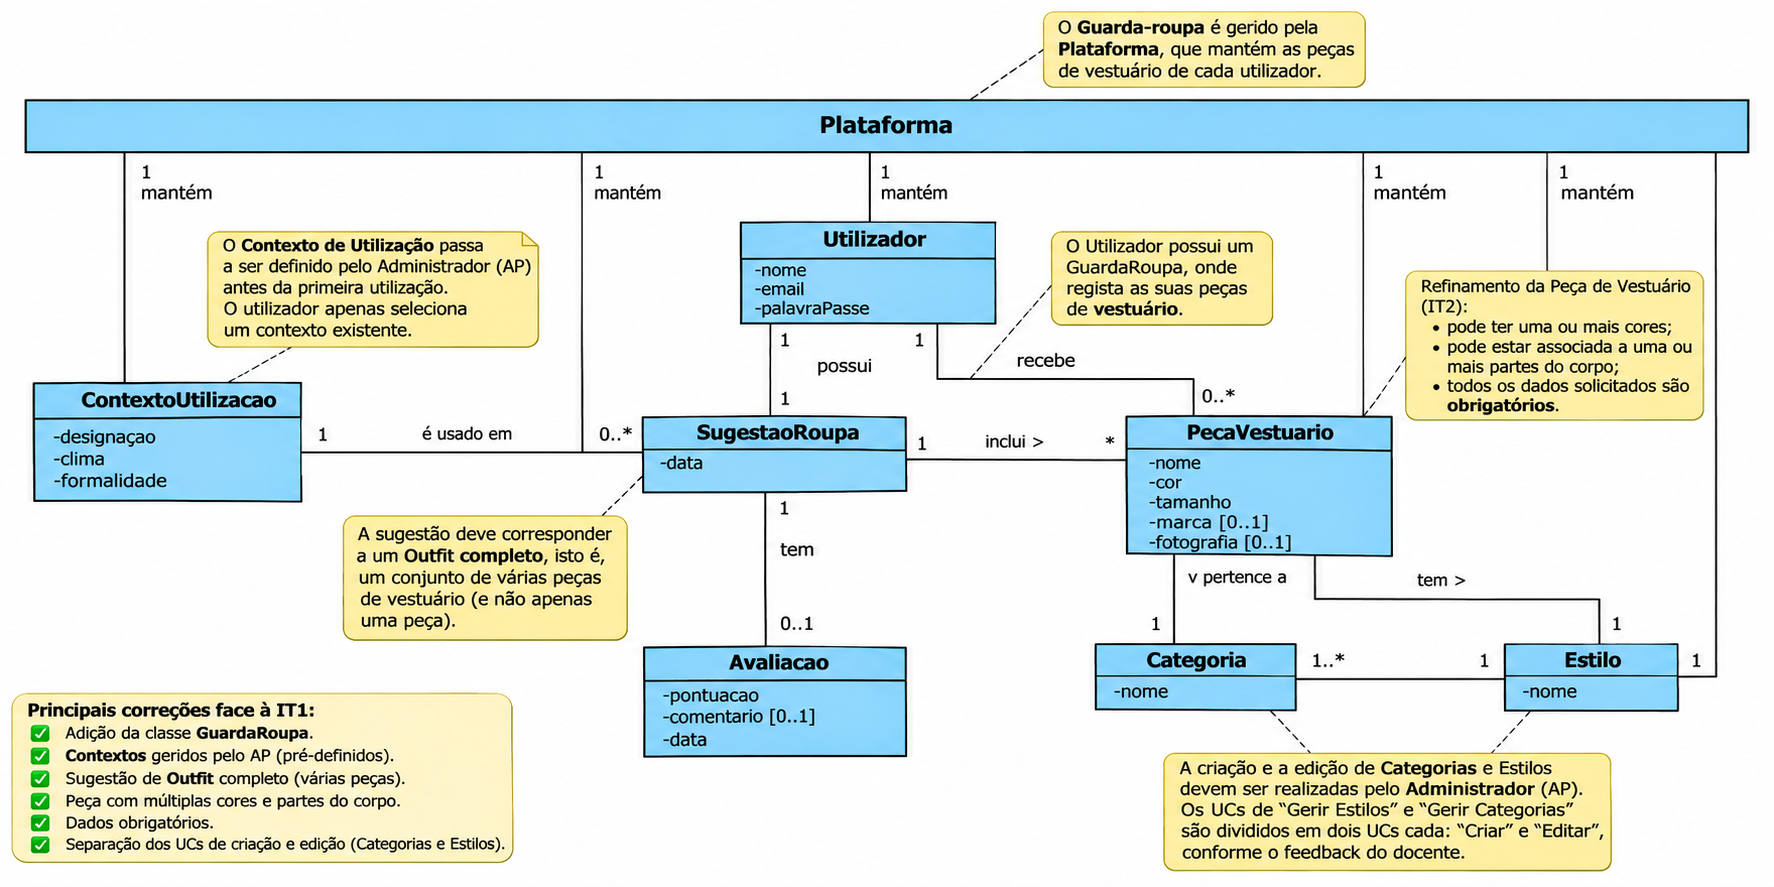 O Guarda-roupa é gerido pela
Plataforma, que mantém as peças
de vestuário de cada utilizador.
Plataforma
1
mantém
1
mantém
1
mantém
1
mantém
1
mantém
O Contexto de Utilização passa
a ser definido pelo Administrador (AP)
antes da primeira utilização.
O utilizador apenas seleciona
um contexto existente.
Utilizador
-nome
-email
-palavraPasse
O Utilizador possui um
GuardaRoupa, onde
regista as suas peças
de vestuário.
Refinamento da Peça de Vestuário
(IT2):
• pode ter uma ou mais cores;
• pode estar associada a uma ou
mais partes do corpo;
• todos os dados solicitados são
obrigatórios.
1
possui
1
1
recebe
0..*
ContextoUtilizacao
-designaçao
-clima
-formalidade
1
é usado em
0..*
SugestaoRoupa
-data
1
inclui >
*
PecaVestuario
-nome
-cor
-tamanho
-marca [0..1]
-fotografia [0..1]
A sugestão deve corresponder
a um Outfit completo, isto é,
um conjunto de várias peças
de vestuário (e não apenas
uma peça).
1
tem
0..1
v pertence a
1
tem >
1
Avaliacao
-pontuacao
-comentario [0..1]
-data
Categoria
-nome
1..*
1
Estilo
-nome
1
Principais correções face à IT1:
✅ Adição da classe GuardaRoupa.
✅ Contextos geridos pelo AP (pré-definidos).
✅ Sugestão de Outfit completo (várias peças).
✅ Peça com múltiplas cores e partes do corpo.
✅ Dados obrigatórios.
✅ Separação dos UCs de criação e edição (Categorias e Estilos).
A criação e a edição de Categorias e Estilos
devem ser realizadas pelo Administrador (AP).
Os UCs de “Gerir Estilos” e “Gerir Categorias”
são divididos em dois UCs cada: “Criar” e “Editar”,
conforme o feedback do docente.